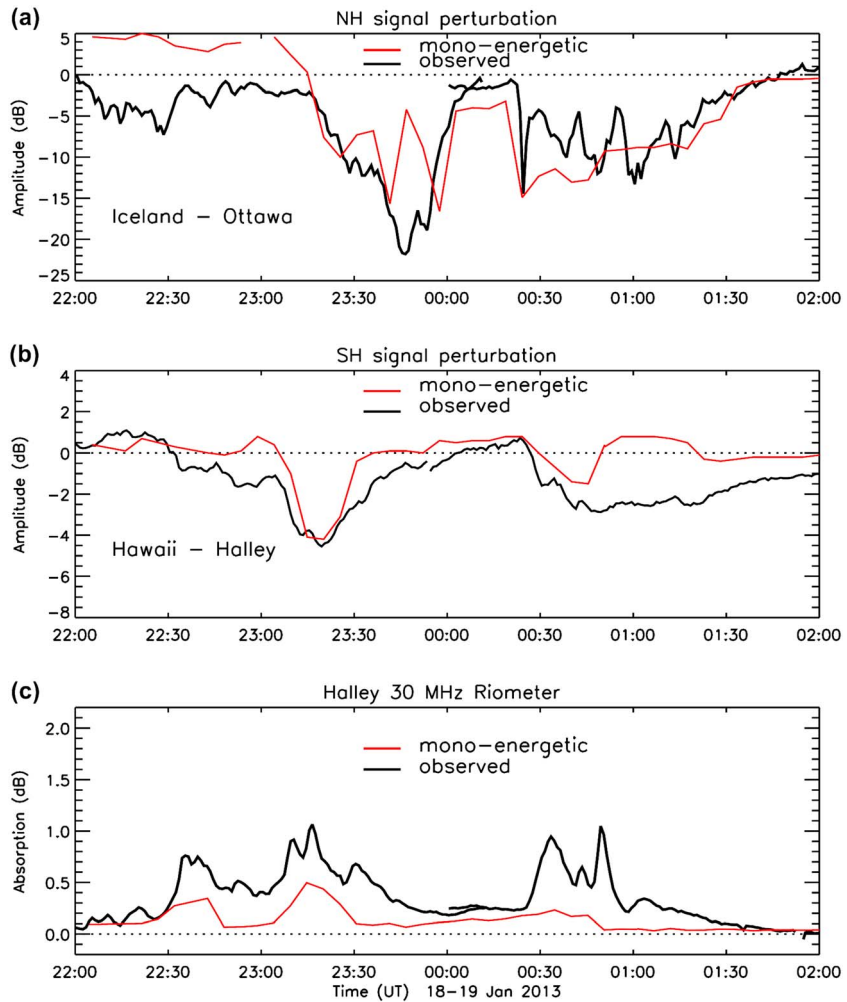 (a)
NH signal perturbation
mono-energetic
observed
5
0
-5
-10
-15
-20
-25
Amplitude (dB)
Iceland - Ottawa
22:00 22:30 23:00 23:30 00:00 00:30 01:00 01:30 02:00
(b)
SH signal perturbation
mono-energetic
observed
4
2
0
-2
-4
-6
-8
Amplitude (dB)
Hawaii - Halley
22:00 22:30 23:00 23:30 00:00 00:30 01:00 01:30 02:00
(c)
Halley 30 MHz Riometer
mono-energetic
observed
2.0
1.5
1.0
0.5
0.0
Absorption (dB)
22:00 22:30 23:00 23:30 00:00 00:30 01:00 01:30 02:00
Time (UT) 18-19 Jan 2013